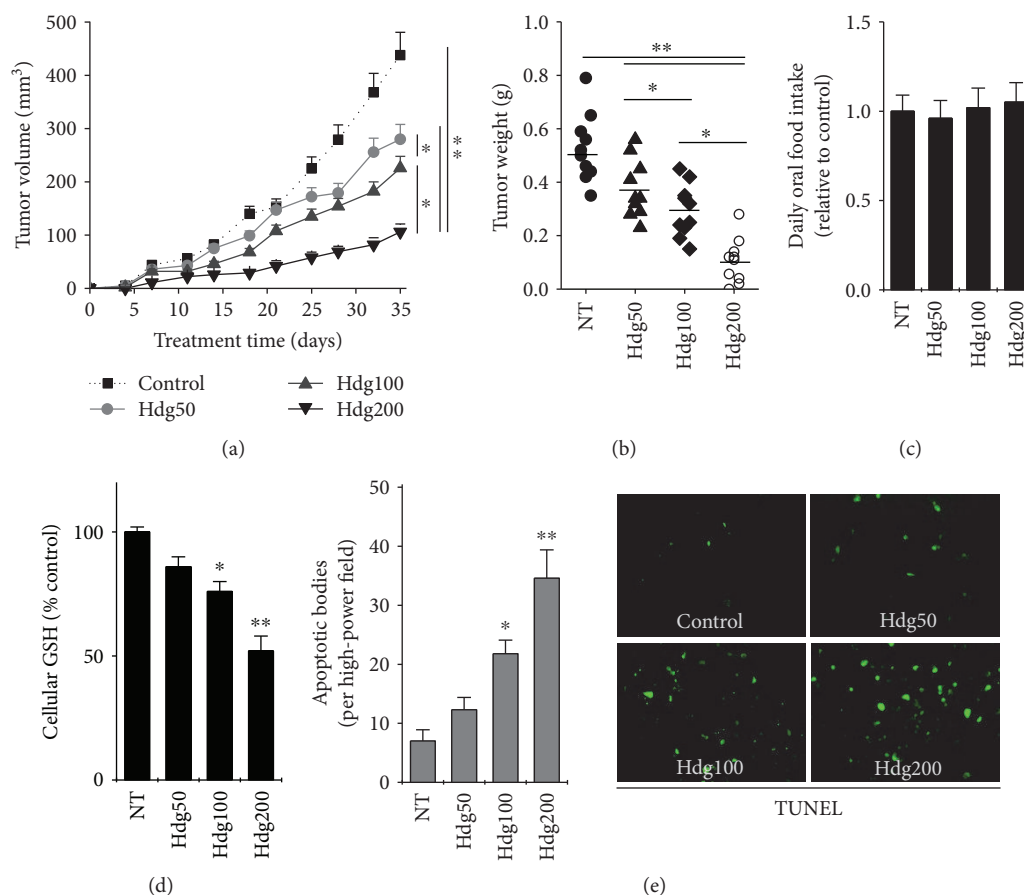 500
400
300
200
100
0
Tumor volume (mm³)
0 5 10 15 20 25 30 35
Treatment time (days)
*
*
**
Control
Hdg50
Hdg100
Hdg200
(a)
1.0
0.8
0.6
0.4
0.2
0.0
Tumor weight (g)
**
*
*
NT
Hdg50
Hdg100
Hdg200
(b)
1.5
1.0
0.5
0.0
Daily oral food intake
(relative to control)
NT
Hdg50
Hdg100
Hdg200
(c)
100
50
0
Cellular GSH (% control)
*
**
NT
Hdg50
Hdg100
Hdg200
(d)
50
40
30
20
10
0
Apoptotic bodies
(per high-power field)
*
**
NT
Hdg50
Hdg100
Hdg200
Control
Hdg50
Hdg100
Hdg200
TUNEL
(e)